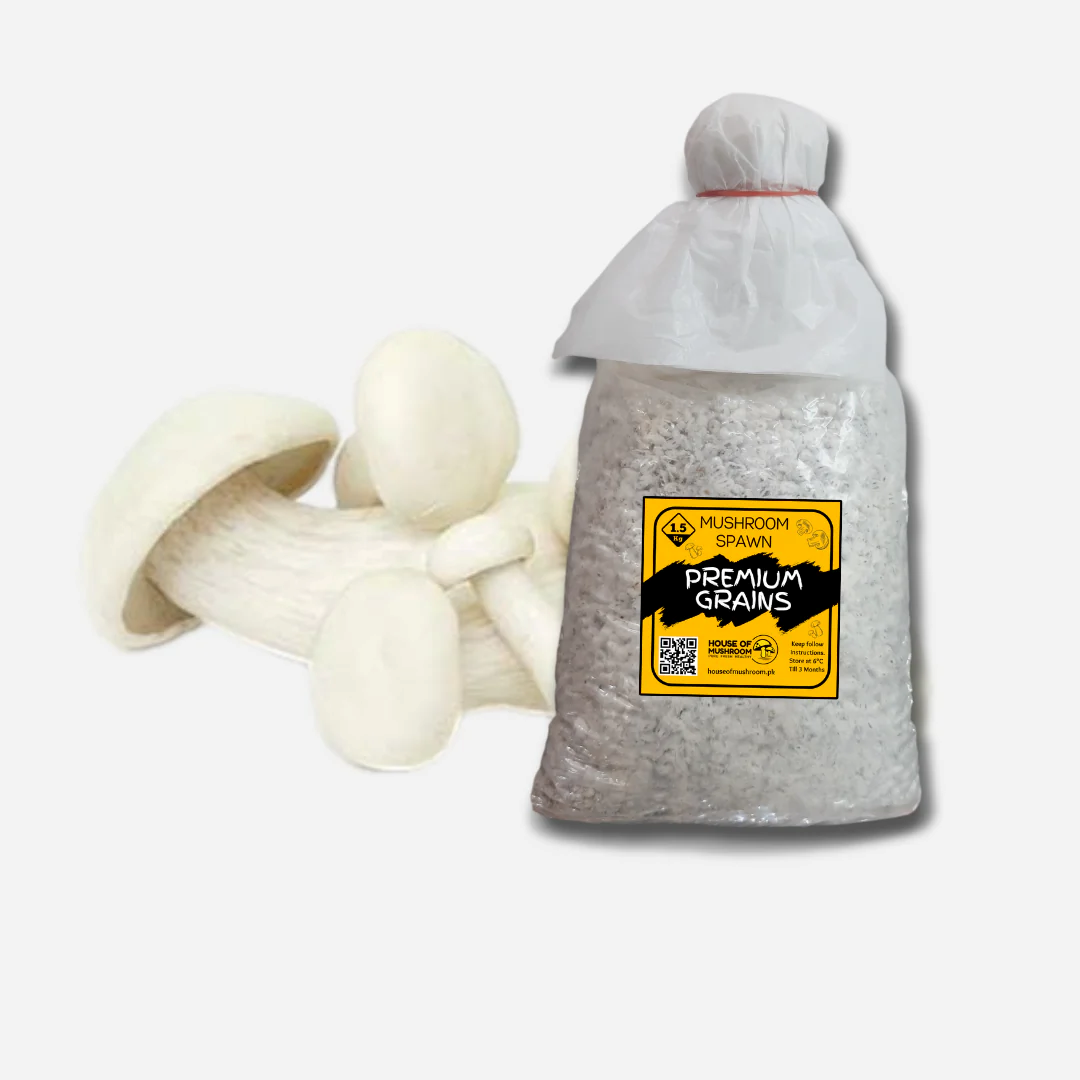 1.5
Kg
MUSHROOM
SPAWN
PREMIUM
GRAINS
HOUSE OF
MUSHROOM
houseofmushroom.pk
Keep follow
Instructions.
Store at 6°C
Till 3 Months